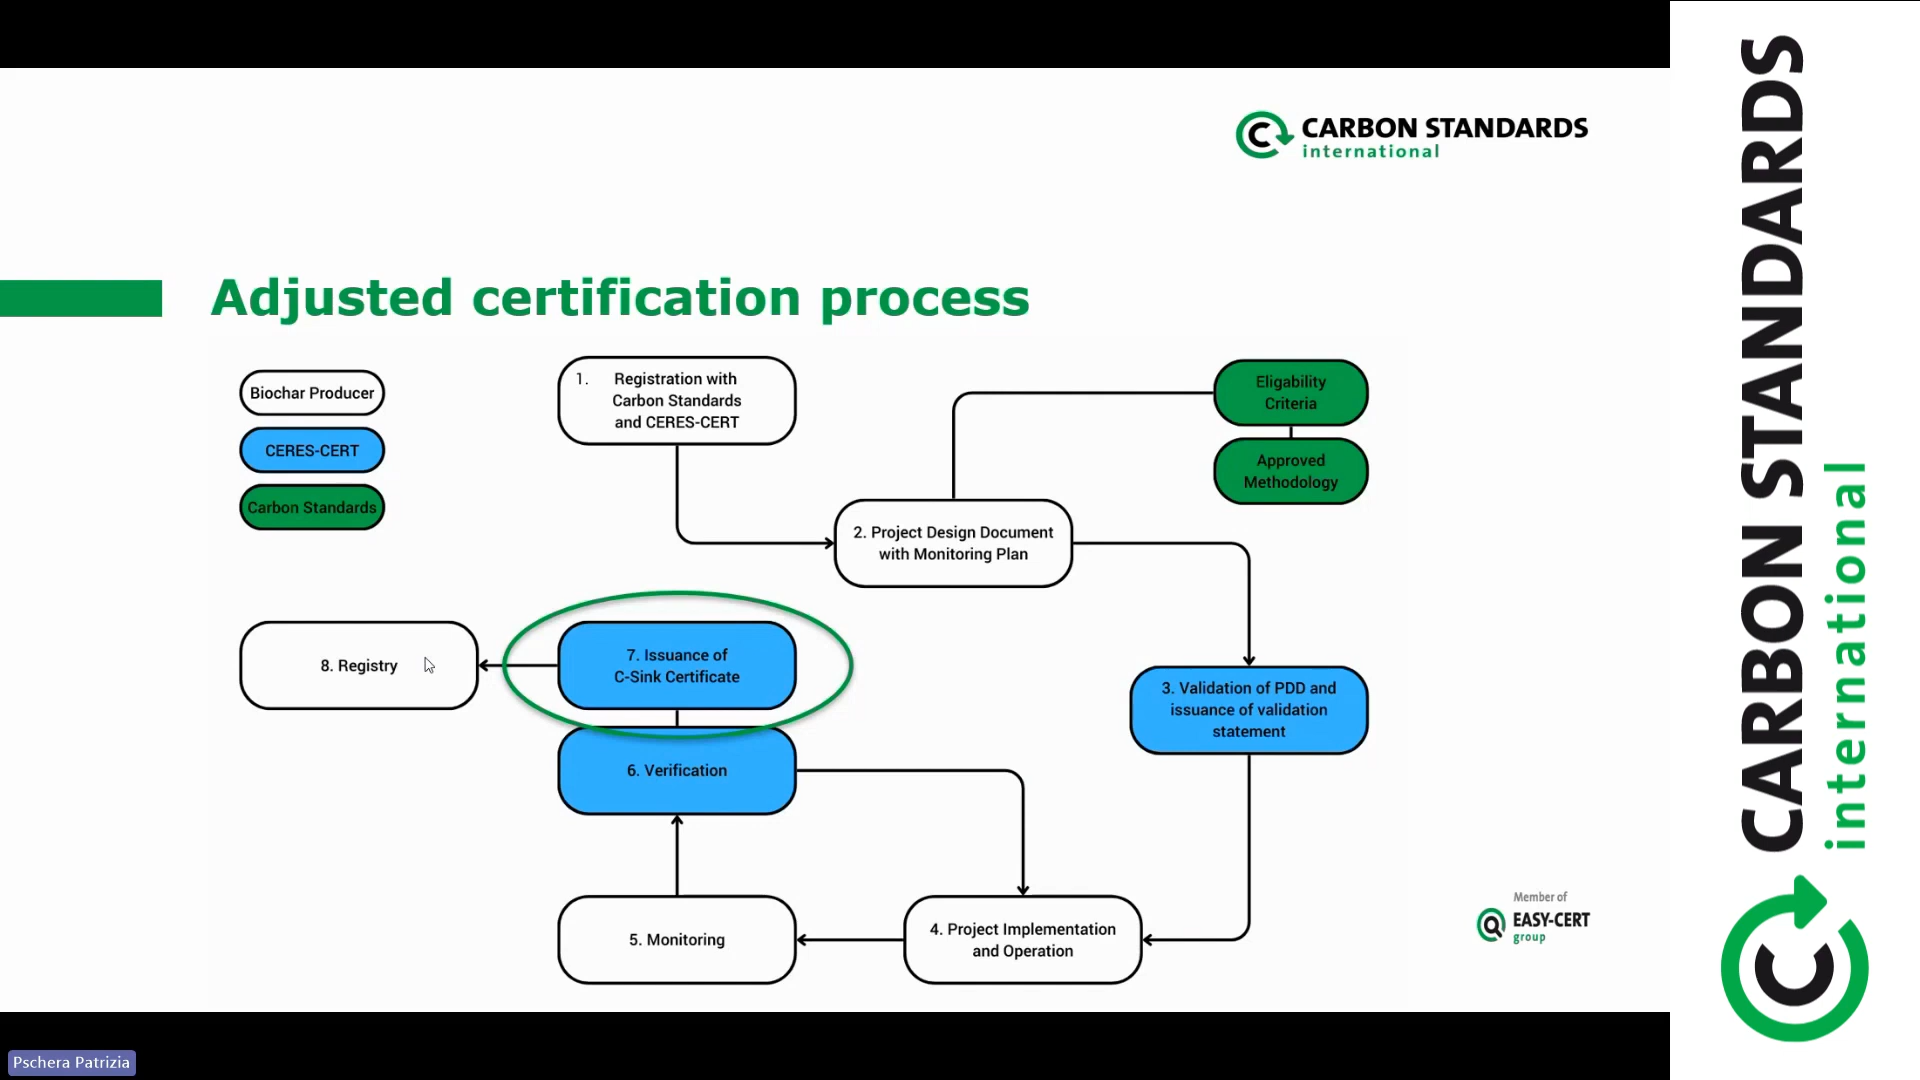 CARBON STANDARDS
international
Adjusted certification process
Biochar Producer
CERES-CERT
Carbon Standards
1. Registration with
Carbon Standards
and CERES-CERT
Eligability
Criteria
Approved
Methodology
2. Project Design Document
with Monitoring Plan
3. Validation of PDD and
issuance of validation
statement
4. Project Implementation
and Operation
5. Monitoring
6. Verification
7. Issuance of
C-Sink Certificate
8. Registry
Member of
EASY-CERT
group
Pschera Patrizia
CARBON STANDARDS
international